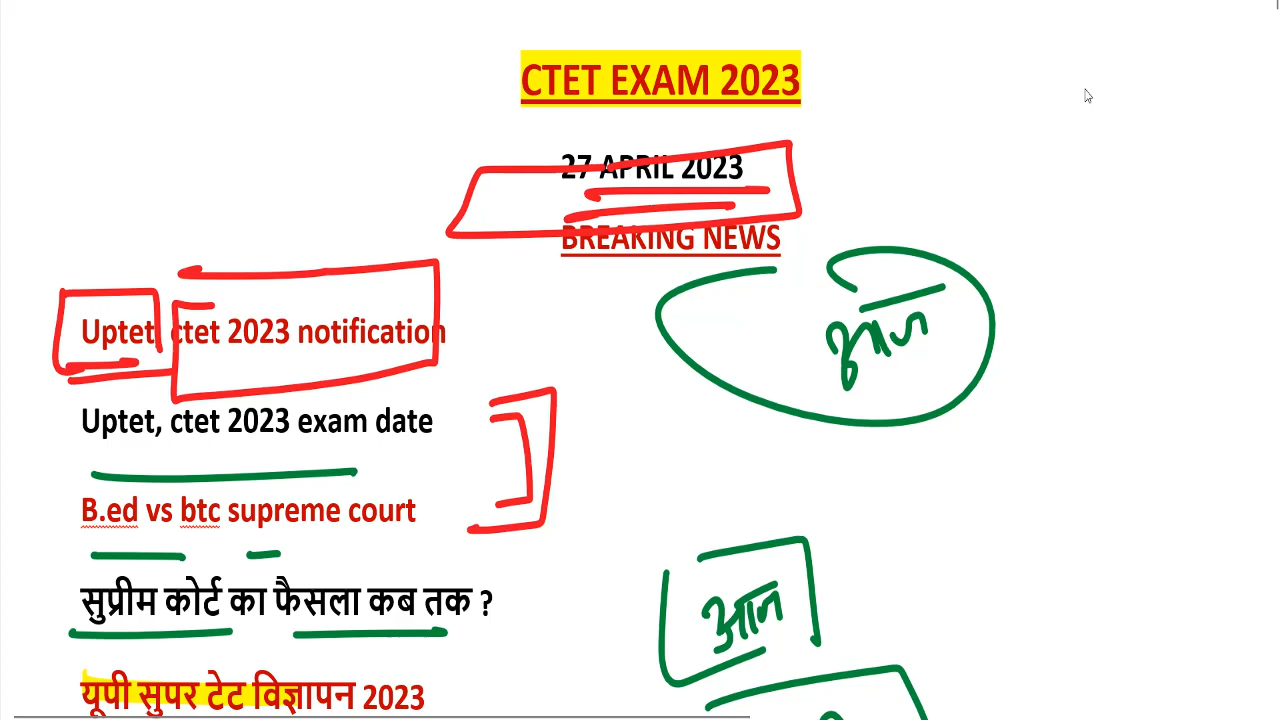 CTET EXAM 2023
27 APRIL 2023
BREAKING NEWS
Uptet, ctet 2023 notification
आज
Uptet, ctet 2023 exam date
B.ed vs btc supreme court
सुप्रीम कोर्ट का फैसला कब तक ?
यूपी सुपर टेट विज्ञापन 2023